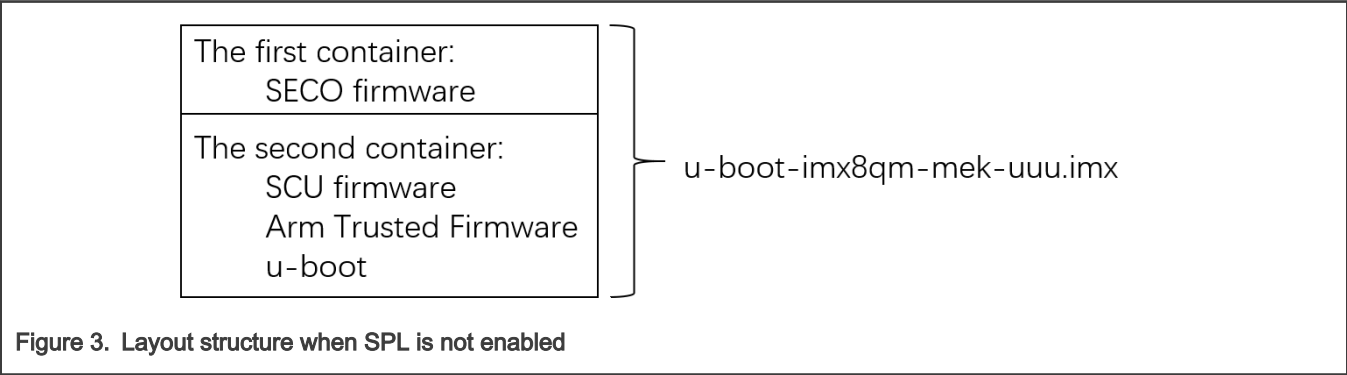 The first container:
SECO firmware
The second container:
SCU firmware
Arm Trusted Firmware
u-boot
u-boot-imx8qm-mek-uuu.imx
Figure 3. Layout structure when SPL is not enabled